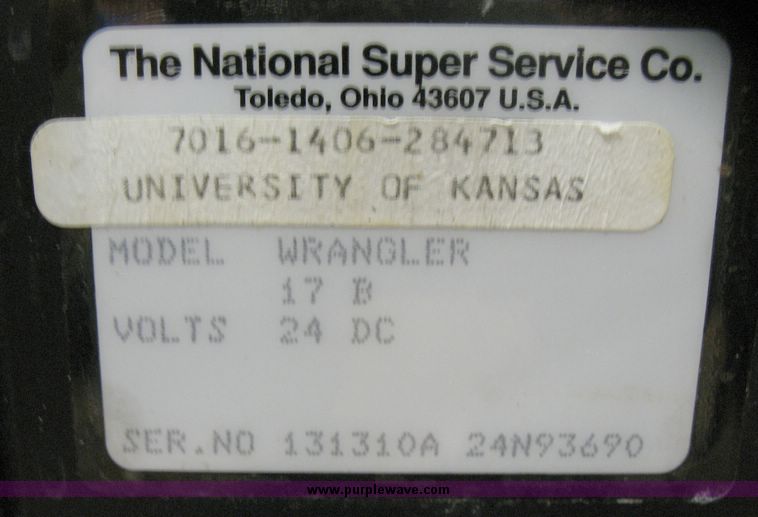 The National Super Service Co.
Toledo, Ohio 43607 U.S.A.
7016-1406-284713
UNIVERSITY OF KANSAS
MODEL WRANGLER
17 B
VOLTS 24 DC
SER.NO 131310A 24N93690
www.purplewave.com